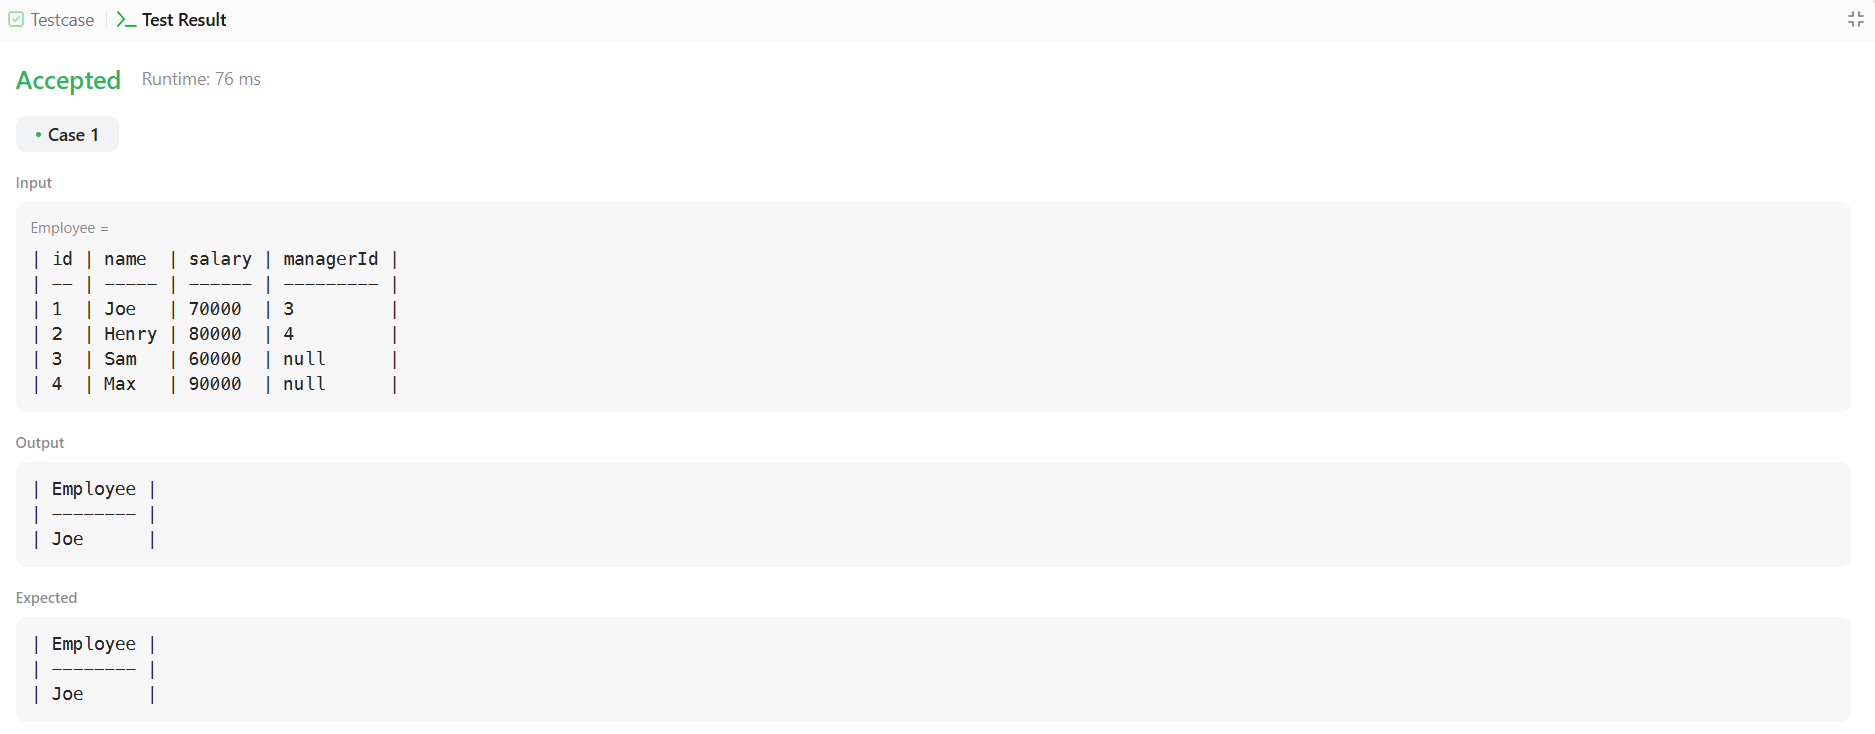 Testcase | Test Result
Accepted Runtime: 76 ms
• Case 1
Input
Employee =
| id | name  | salary | managerId |
| -- | ----- | ------ | --------- |
| 1  | Joe   | 70000  | 3         |
| 2  | Henry | 80000  | 4         |
| 3  | Sam   | 60000  | null      |
| 4  | Max   | 90000  | null      |
Output
| Employee |
| -------- |
| Joe      |
Expected
| Employee |
| -------- |
| Joe      |